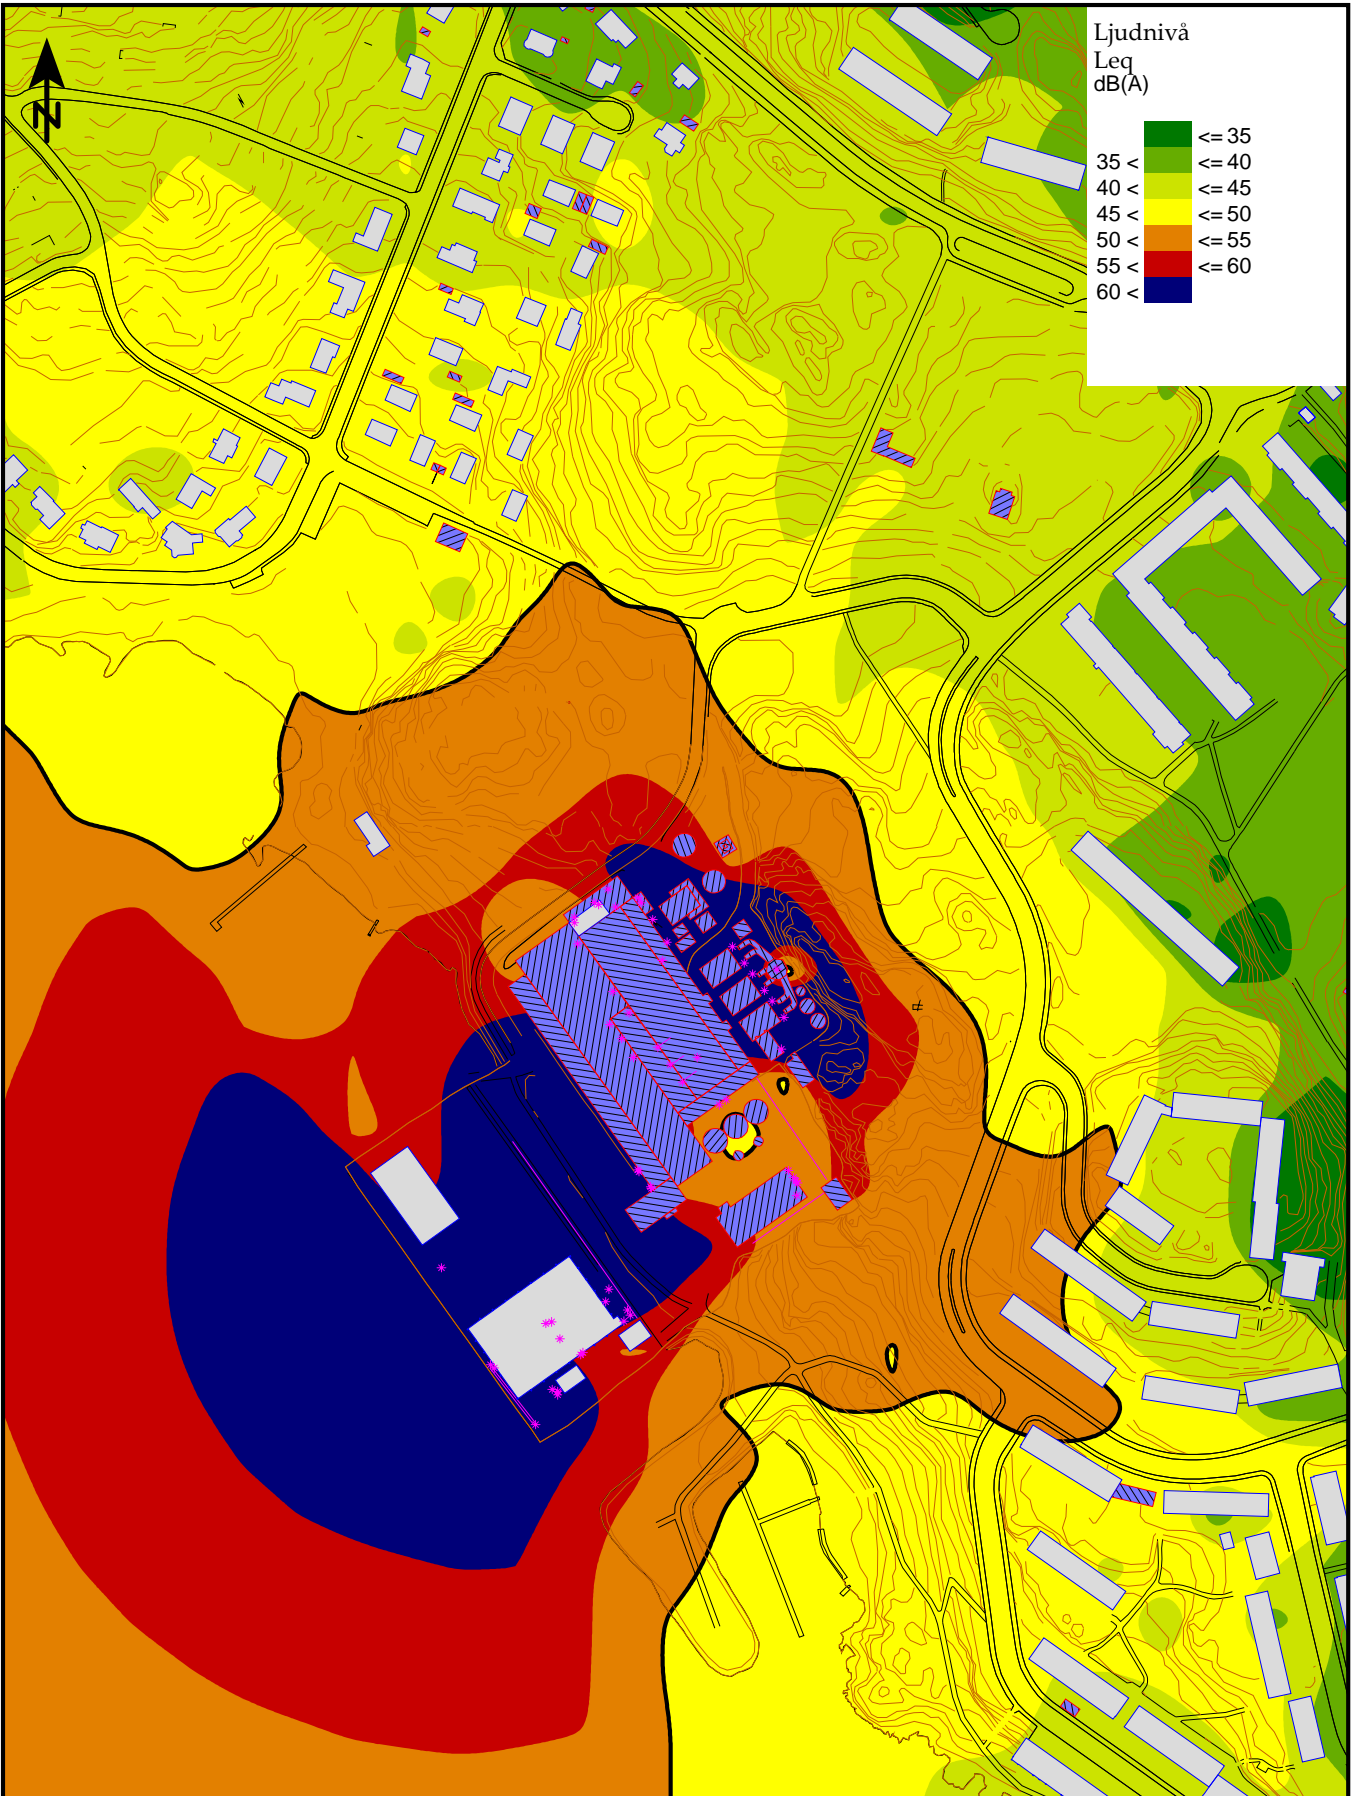 Ljudnivå
Leq
dB(A)
<= 35
35 < <= 40
40 < <= 45
45 < <= 50
50 < <= 55
55 < <= 60
60 <
N